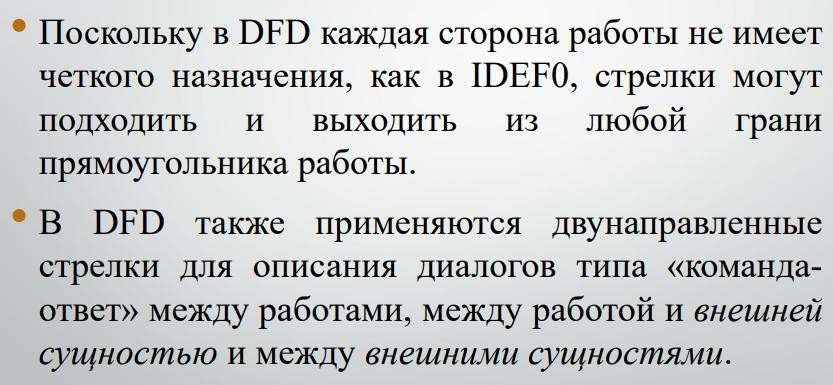 • Поскольку в DFD каждая сторона работы не имеет
четкого назначения, как в IDEF0, стрелки могут
подходить и выходить из любой грани
прямоугольника работы.
• В DFD также применяются двунаправленные
стрелки для описания диалогов типа «команда-
ответ» между работами, между работой и внешней
сущностью и между внешними сущностями.